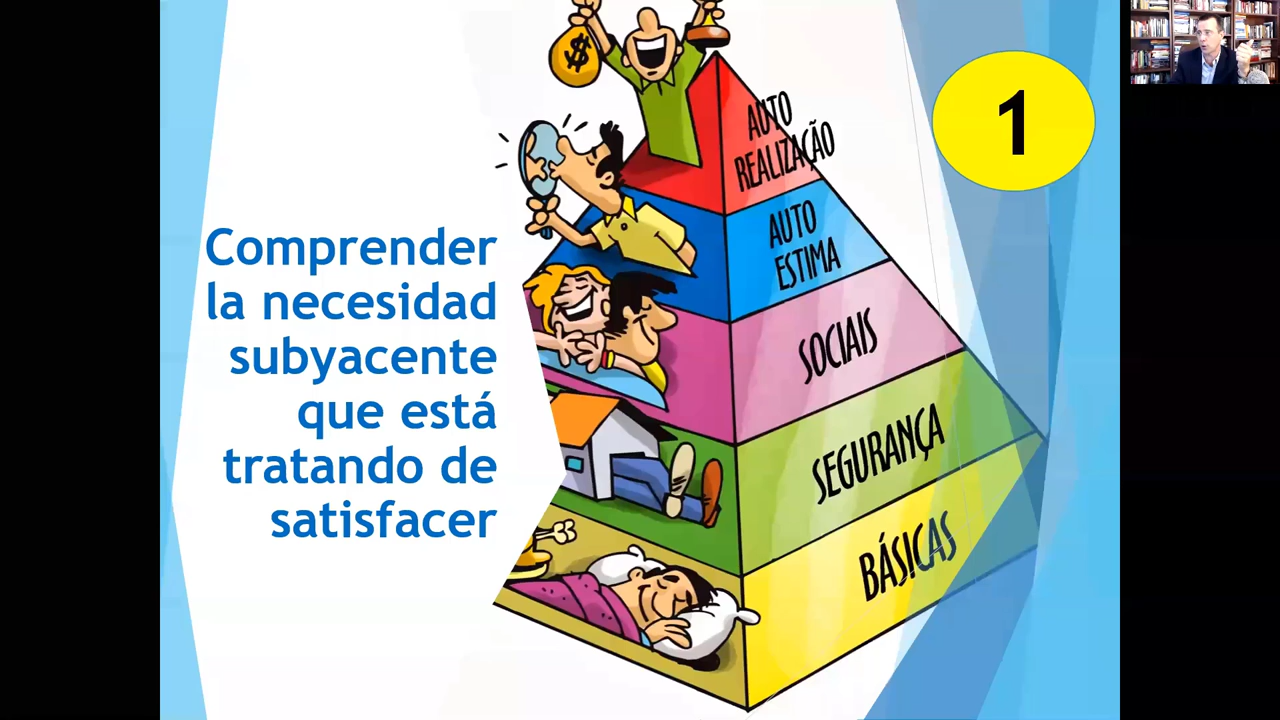 Comprender
la necesidad
subyacente
que está
tratando de
satisfacer
1
$
AUTO
REALIZAÇÃO
AUTO
ESTIMA
SOCIAIS
SEGURANÇA
BÁSICAS